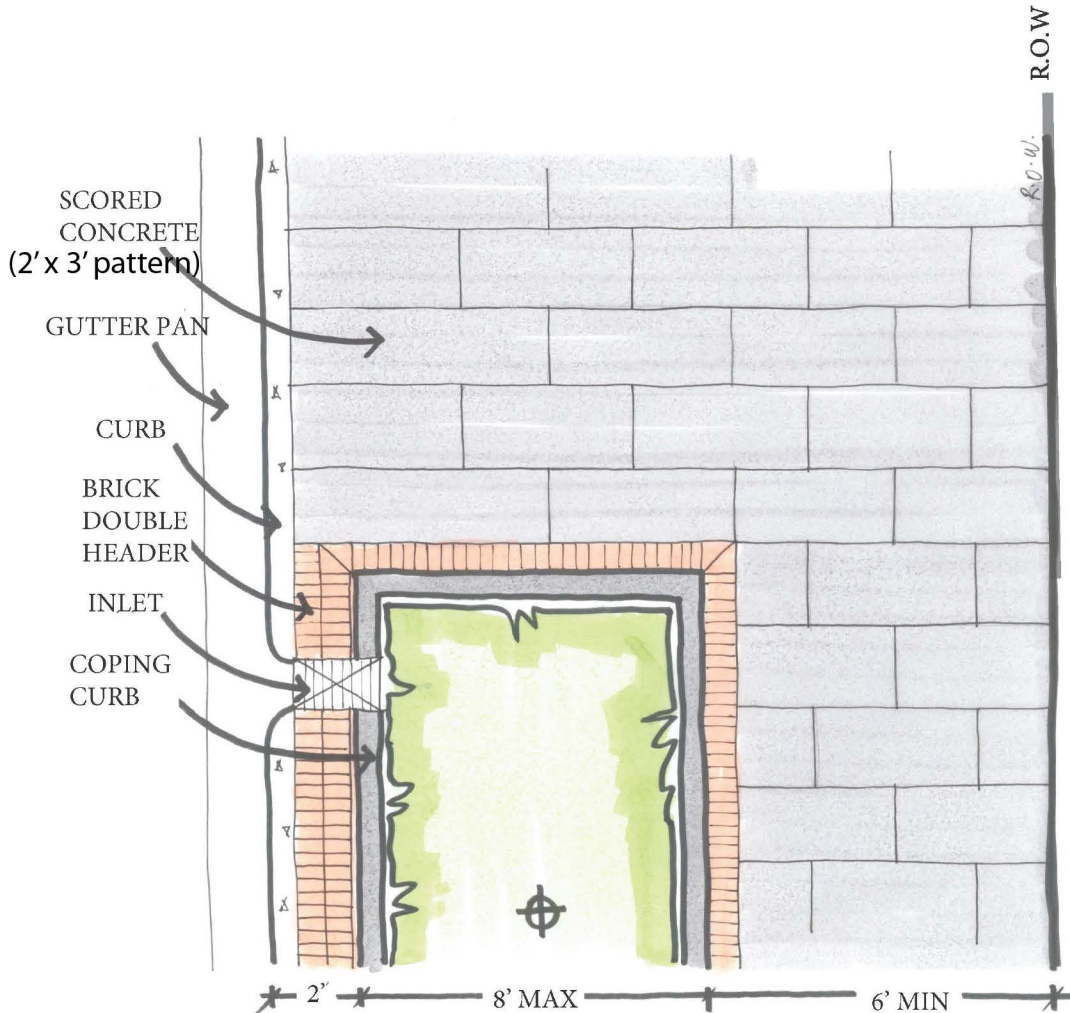 R.O.W
R.O.W.
SCORED
CONCRETE
(2' x 3' pattern)
GUTTER PAN
CURB
BRICK
DOUBLE
HEADER
INLET
COPING
CURB
2'
8' MAX
6' MIN